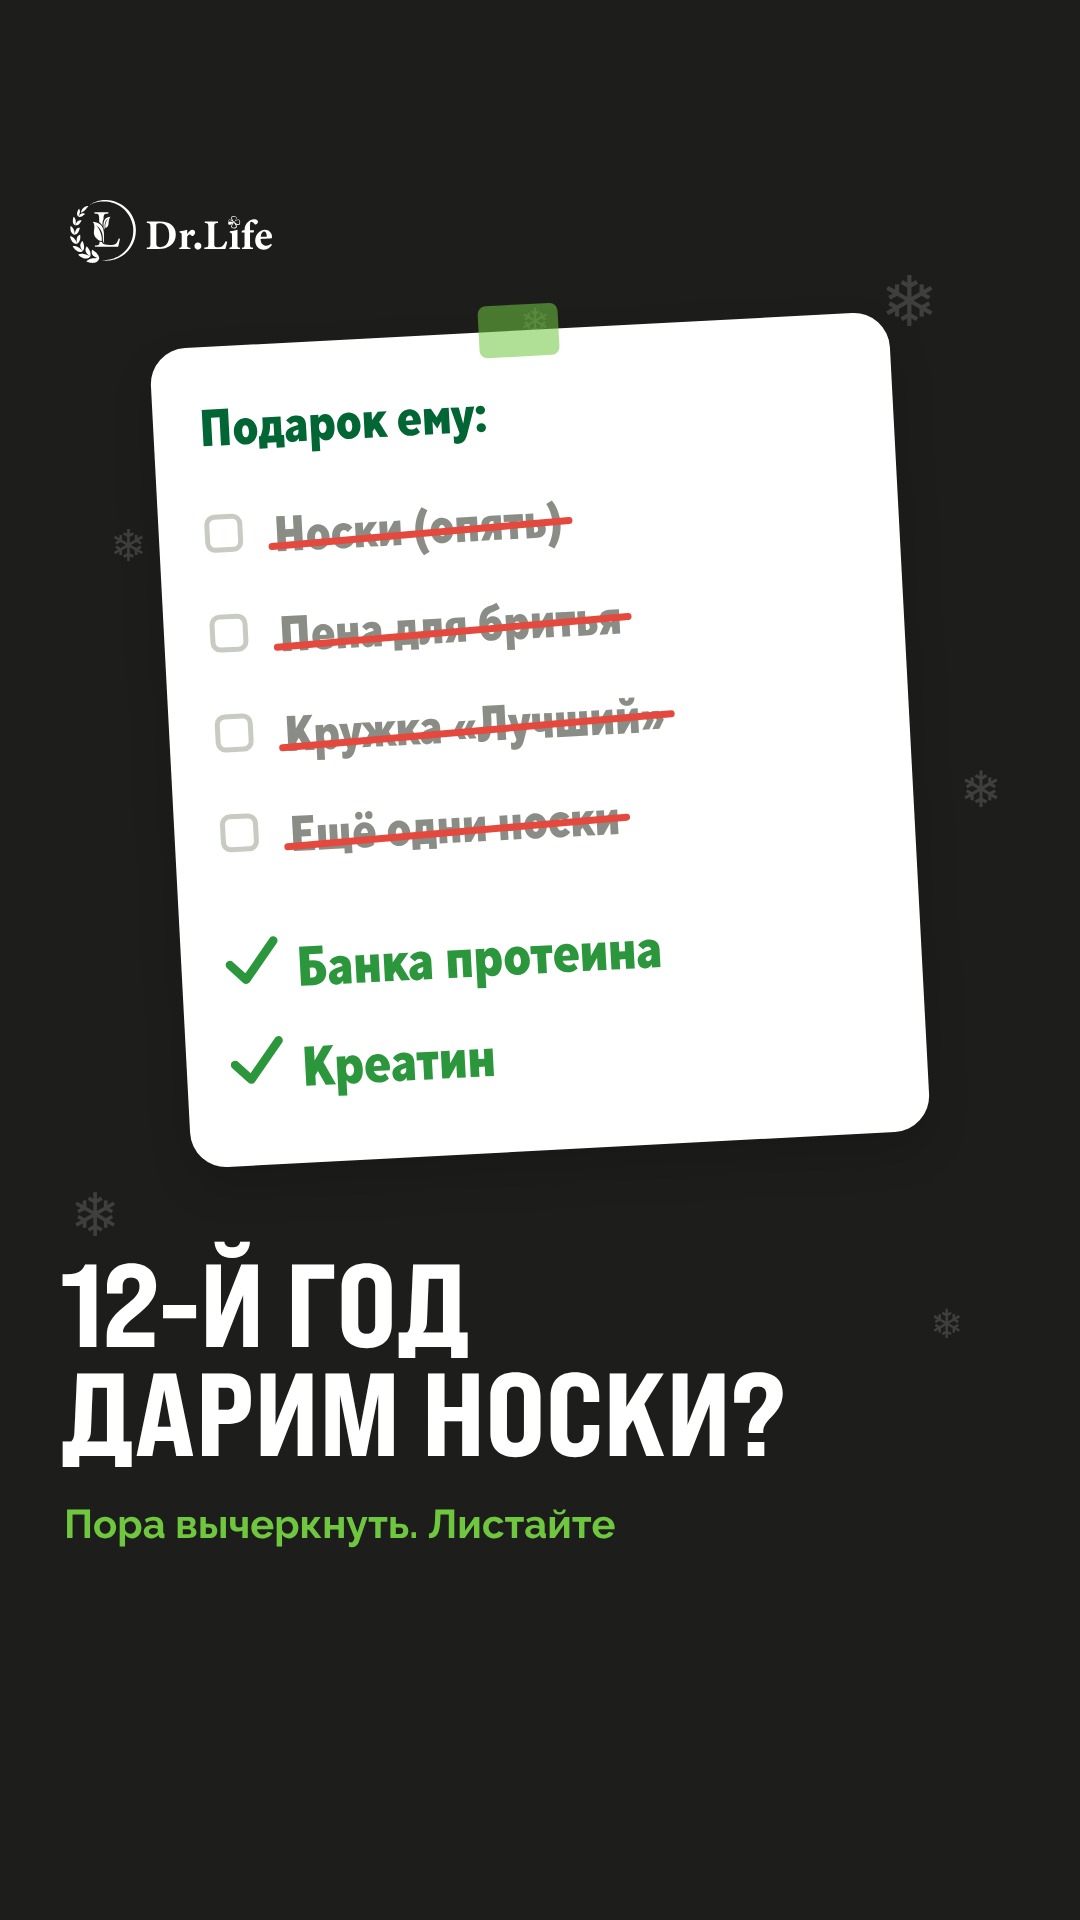 Dr.Life
Подарок ему:
Носки (опять)
Пена для бритья
Кружка «Лучший»
Ещё одни носки
Банка протеина
Креатин
12-Й ГОД
ДАРИМ НОСКИ?
Пора вычеркнуть. Листайте